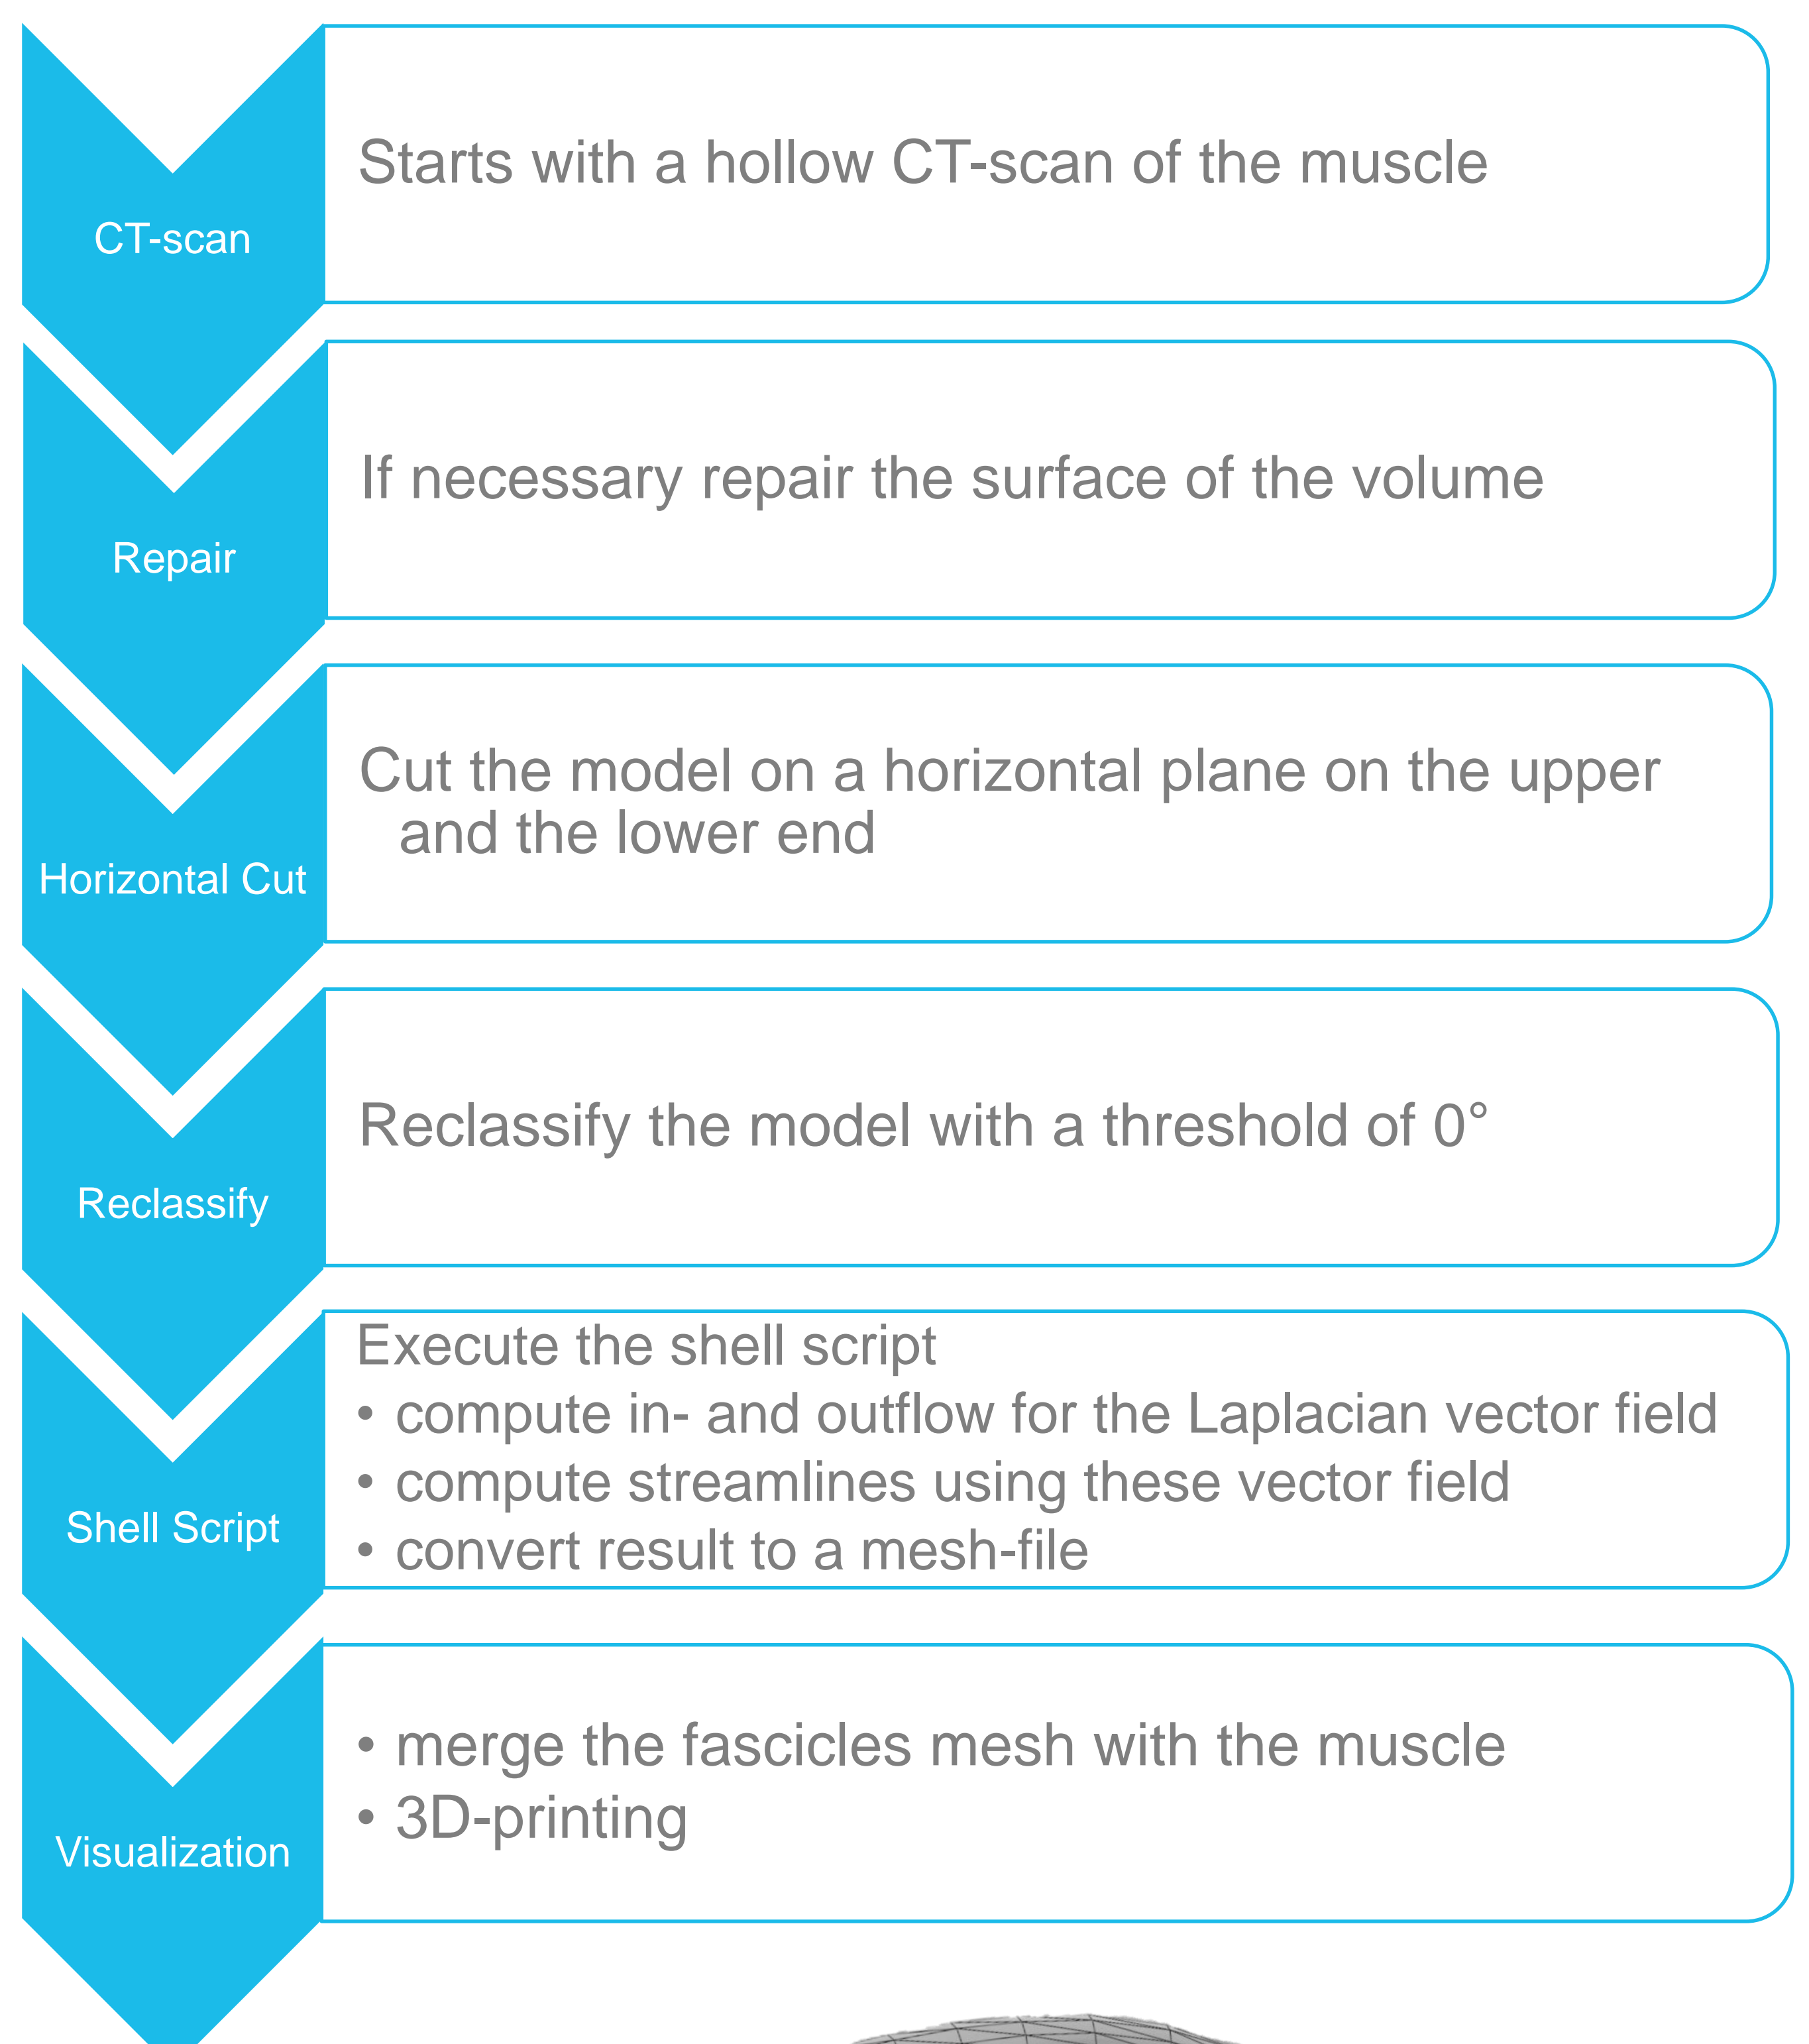 CT-scan
Starts with a hollow CT-scan of the muscle
Repair
If necessary repair the surface of the volume
Horizontal Cut
Cut the model on a horizontal plane on the upper
and the lower end
Reclassify
Reclassify the model with a threshold of 0°
Shell Script
Execute the shell script
• compute in- and outflow for the Laplacian vector field
• compute streamlines using these vector field
• convert result to a mesh-file
Visualization
• merge the fascicles mesh with the muscle
• 3D-printing